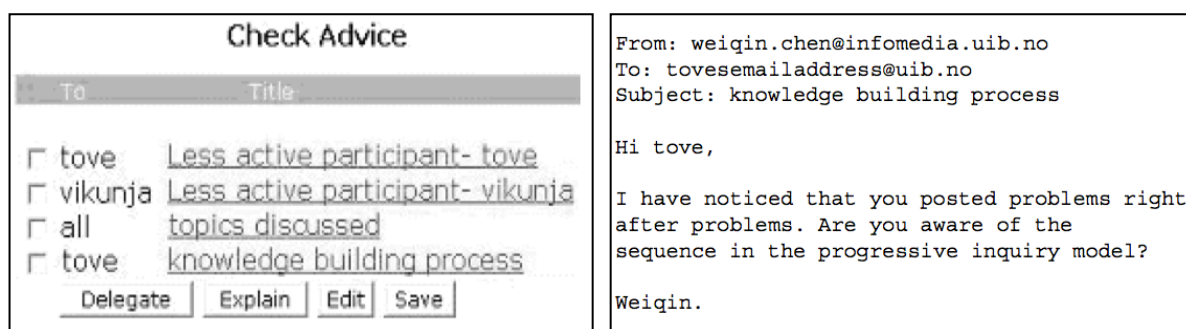 Check Advice
To Title
tove Less active participant- tove
vikunja Less active participant- vikunja
all topics discussed
tove knowledge building process
Delegate Explain Edit Save
From: weiqin.chen@infomedia.uib.no
To: tovesemailaddress@uib.no
Subject: knowledge building process
Hi tove,
I have noticed that you posted problems right
after problems. Are you aware of the
sequence in the progressive inquiry model?
Weiqin.